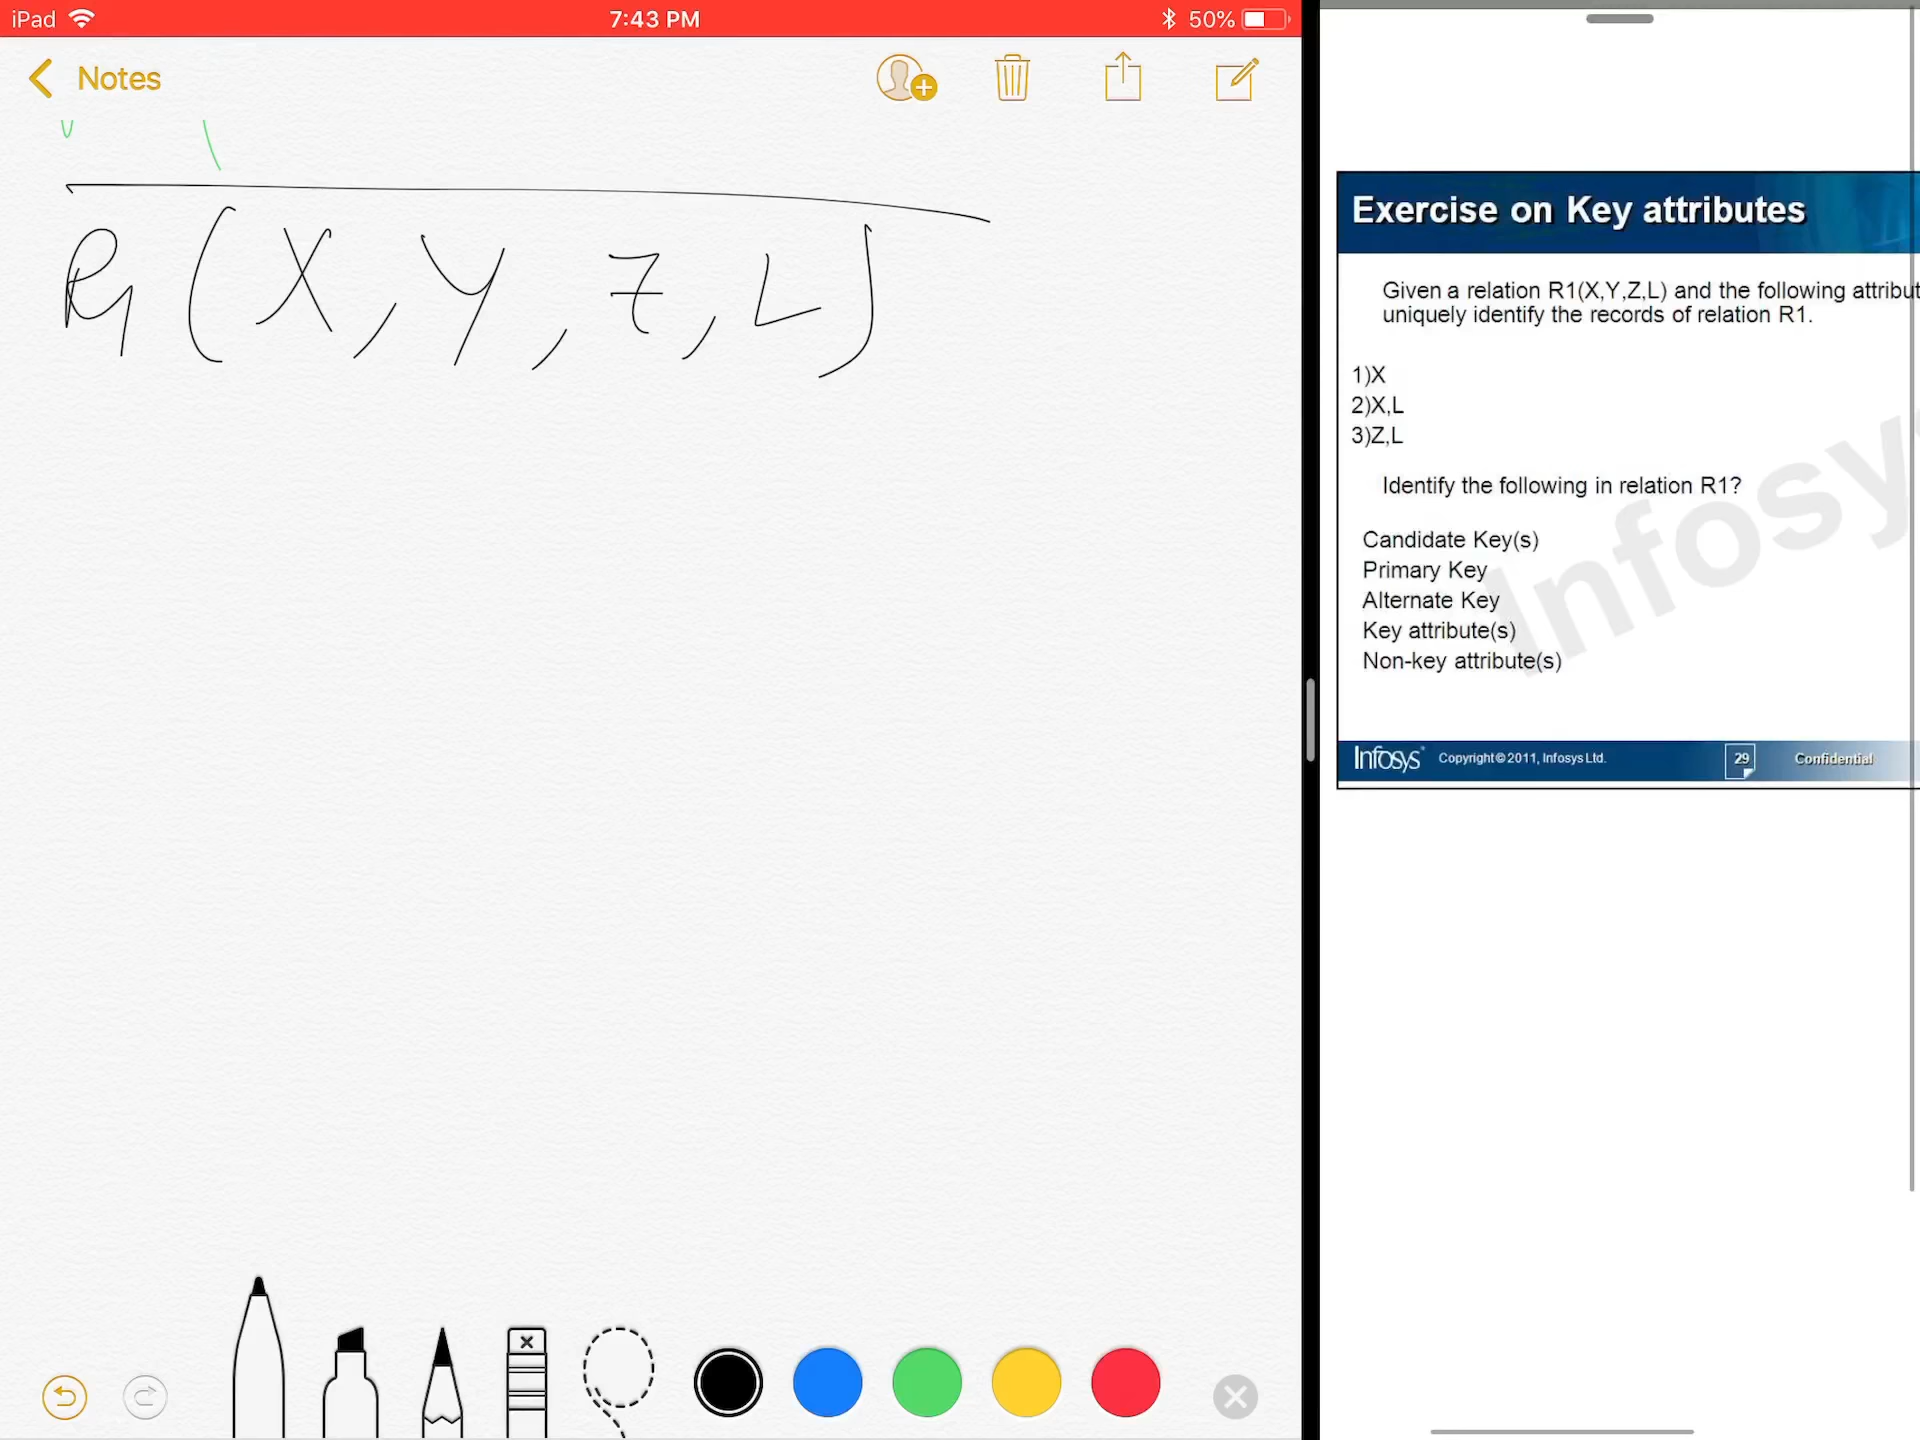 iPad 7:43 PM 50%
Notes
R1 ( X , Y , Z , L )
Exercise on Key attributes
Given a relation R1(X,Y,Z,L) and the following
uniquely identify the records of relation R1.
1)X
2)X,L
3)Z,L
Identify the following in relation R1?
Candidate Key(s)
Primary Key
Alternate Key
Key attribute(s)
Non-key attribute(s)
Infosys Copyright©2011, Infosys Ltd. 29 Confidential